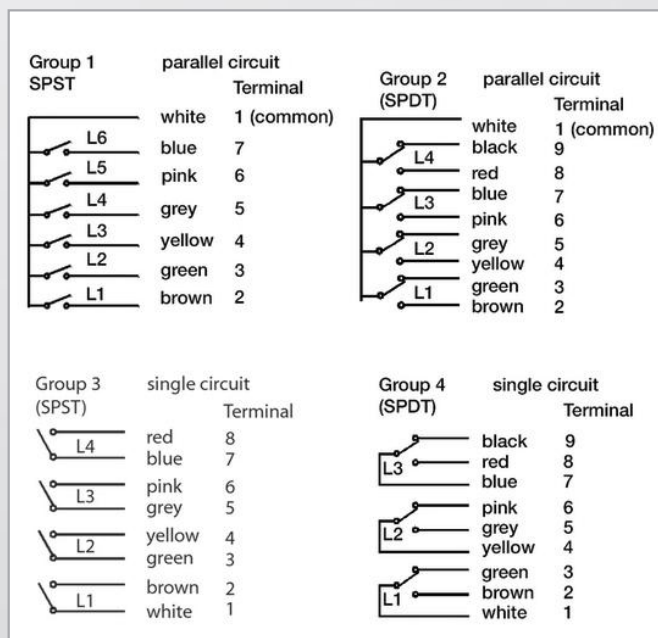 Group 1 parallel circuit
SPST Terminal
white 1 (common)
L6 blue 7
L5 pink 6
L4 grey 5
L3 yellow 4
L2 green 3
L1 brown 2
Group 2 parallel circuit
(SPDT) Terminal
white 1 (common)
black 9
L4
red 8
blue 7
L3
pink 6
grey 5
L2
yellow 4
green 3
L1
brown 2
Group 3 single circuit
(SPST) Terminal
red 8
L4
blue 7
pink 6
L3
grey 5
yellow 4
L2
green 3
brown 2
L1
white 1
Group 4 single circuit
(SPDT) Terminal
black 9
L3 red 8
blue 7
pink 6
L2 grey 5
yellow 4
green 3
L1 brown 2
white 1